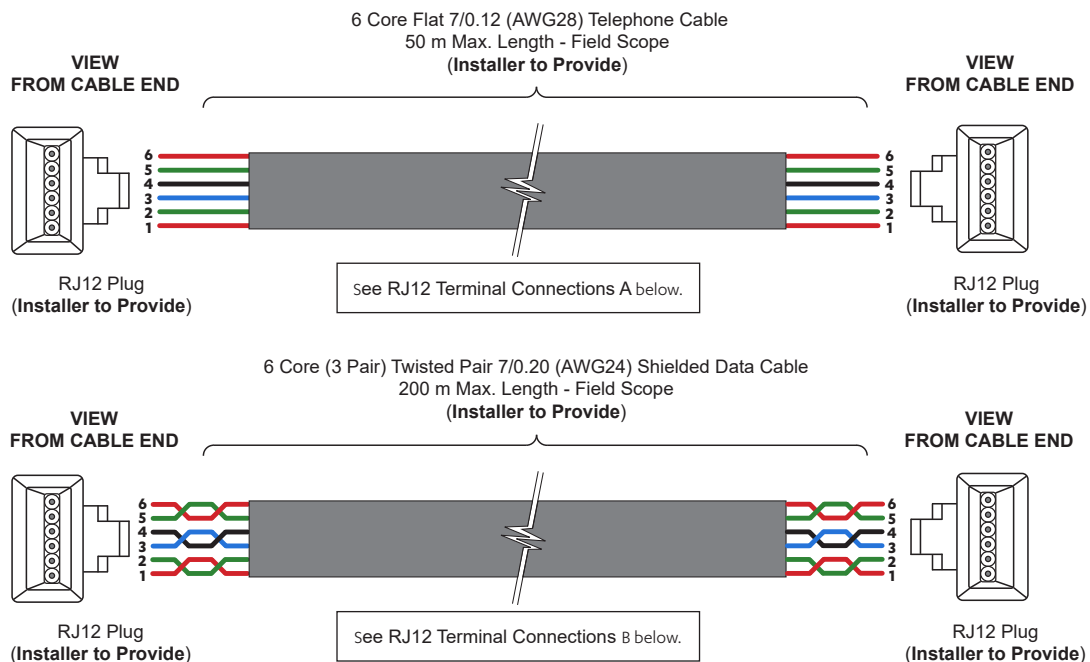 6 Core Flat 7/0.12 (AWG28) Telephone Cable
50 m Max. Length - Field Scope
(Installer to Provide)
VIEW
FROM CABLE END
VIEW
FROM CABLE END
6
5
4
3
2
1
6
5
4
3
2
1
RJ12 Plug
(Installer to Provide)
See RJ12 Terminal Connections A below.
RJ12 Plug
(Installer to Provide)
6 Core (3 Pair) Twisted Pair 7/0.20 (AWG24) Shielded Data Cable
200 m Max. Length - Field Scope
(Installer to Provide)
VIEW
FROM CABLE END
VIEW
FROM CABLE END
6
5
4
3
2
1
6
5
4
3
2
1
RJ12 Plug
(Installer to Provide)
See RJ12 Terminal Connections B below.
RJ12 Plug
(Installer to Provide)